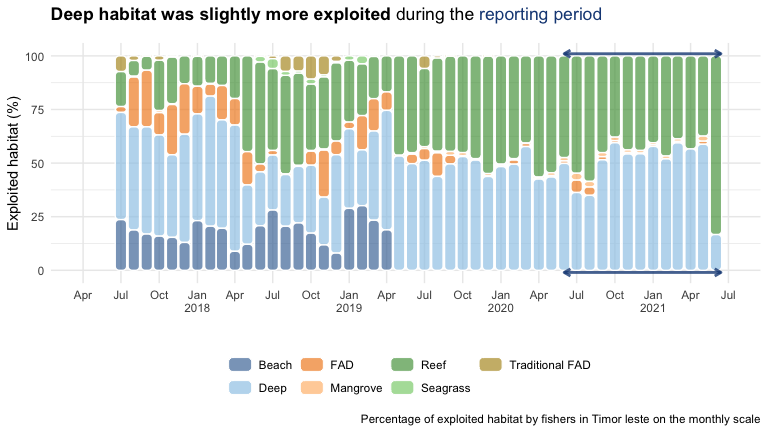 Deep habitat was slightly more exploited during the reporting period
Exploited habitat (%)
100
75
50
25
0
Apr Jul Oct Jan Apr Jul Oct Jan Apr Jul Oct Jan Apr Jul Oct Jan Apr Jul
2018 2019 2020 2021
Beach FAD Reef Traditional FAD
Deep Mangrove Seagrass
Percentage of exploited habitat by fishers in Timor leste on the monthly scale